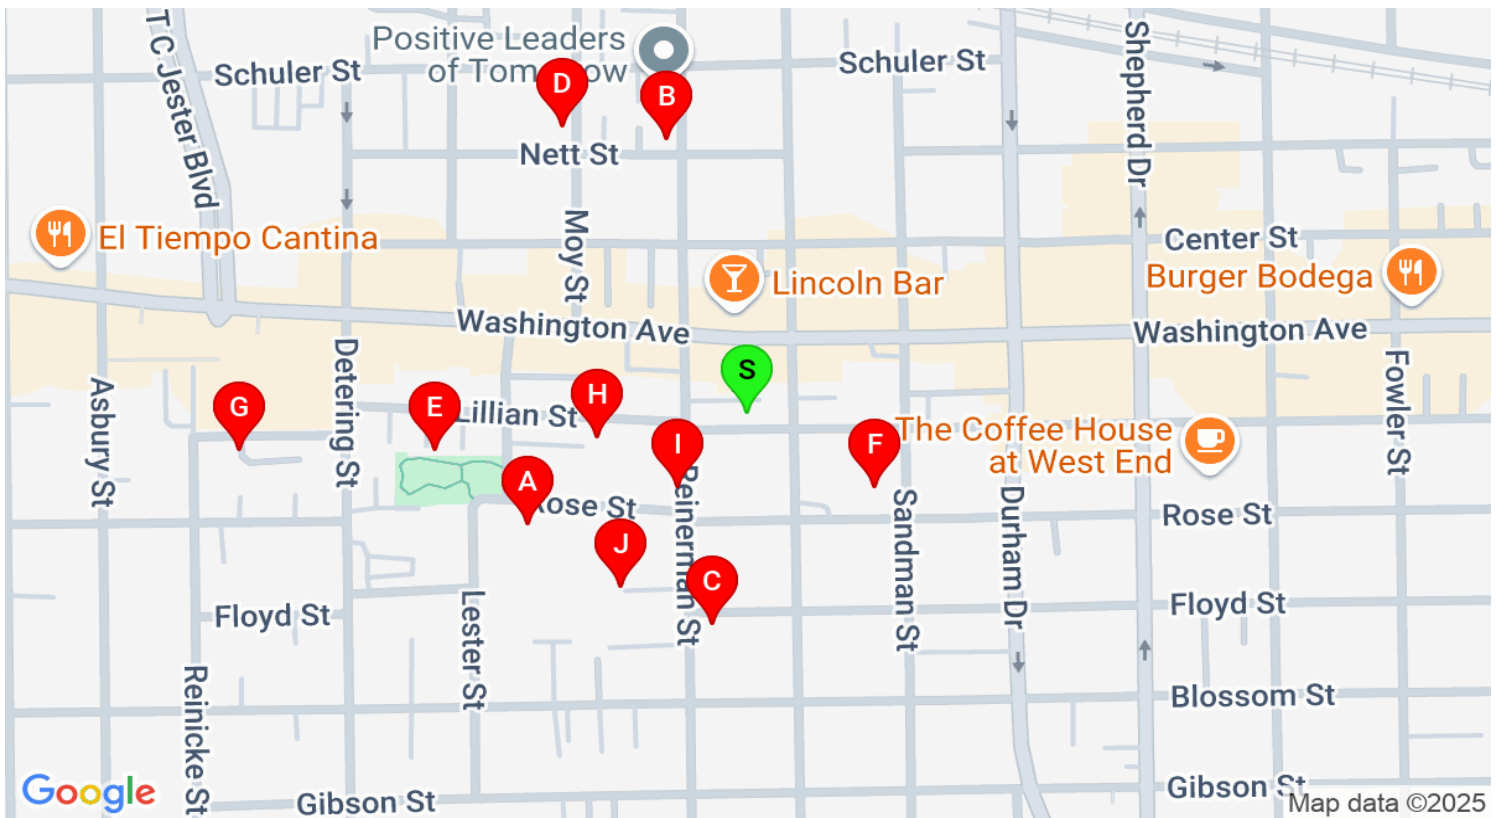 T.C. Jester Blvd
Schuler St
Positive Leaders
of Tomorrow
Schuler St
Shepherd Dr
D
B
Nett St
El Tiempo Cantina
Moy St
Center St
Burger Bodega
Lincoln Bar
Washington Ave
Washington Ave
Asbury St
Detering St
Fowler St
S
G
E
Lillian St
H
I
F
The Coffee House
at West End
A
Rose St
Reinerman St
Sandman St
Durham Dr
Rose St
J
C
Floyd St
Lester St
Floyd St
Reinicke St
Blossom St
Google
Gibson St
Gibson St
Map data ©2025